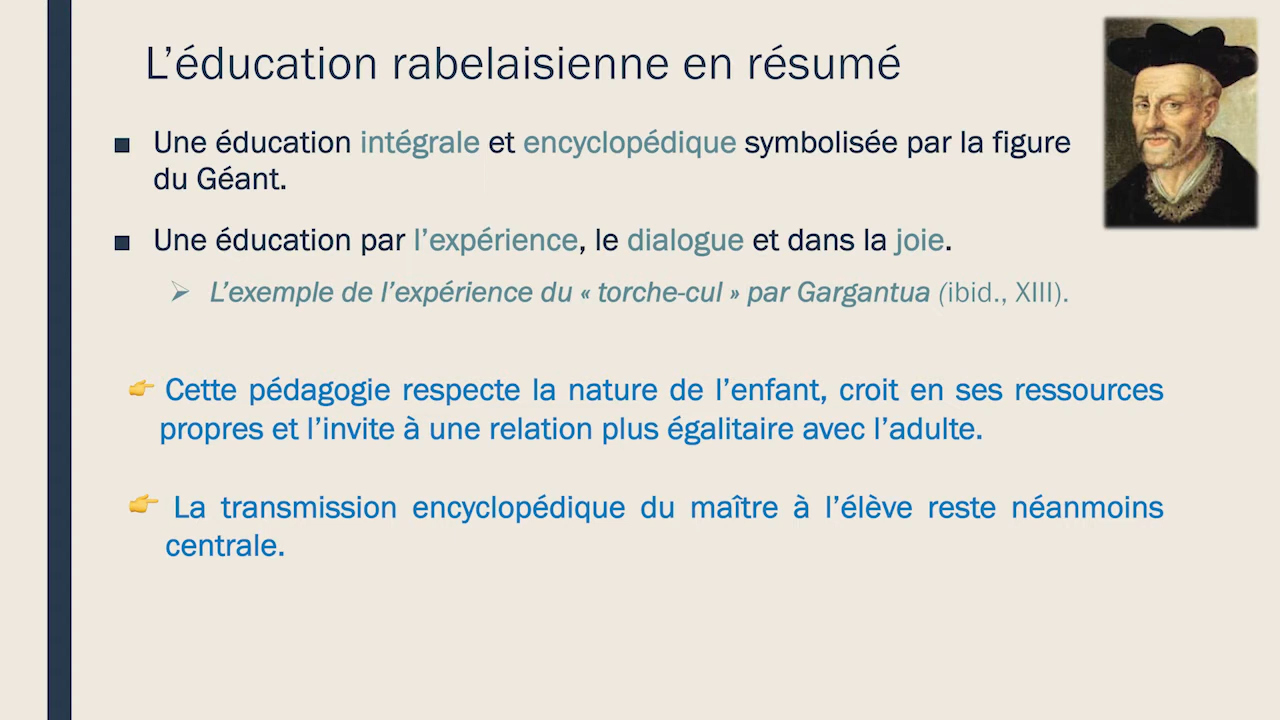 L’éducation rabelaisienne en résumé
■ Une éducation intégrale et encyclopédique symbolisée par la figure
du Géant.
■ Une éducation par l’expérience, le dialogue et dans la joie.
➢ L’exemple de l’expérience du « torche-cul » par Gargantua (ibid., XIII).
👉 Cette pédagogie respecte la nature de l’enfant, croit en ses ressources
propres et l’invite à une relation plus égalitaire avec l’adulte.
👉 La transmission encyclopédique du maître à l’élève reste néanmoins
centrale.